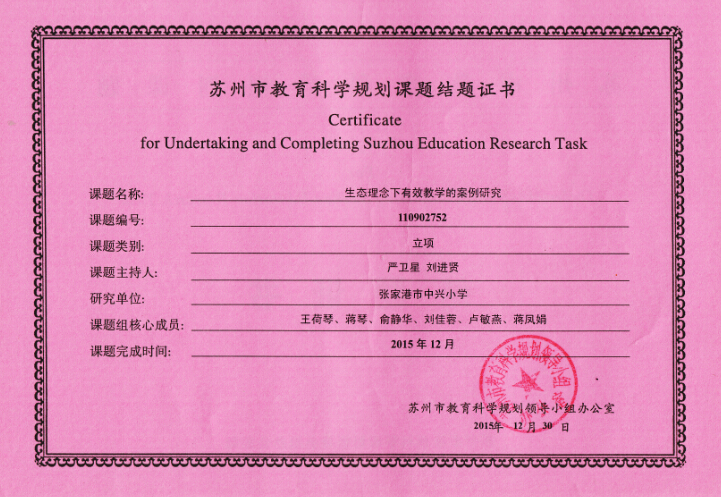 苏州市教育科学规划课题结题证书
Certificate
for Undertaking and Completing Suzhou Education Research Task
课题名称: 生态理念下有效教学的案例研究
课题编号: 110902752
课题类别: 立项
课题主持人: 严卫星 刘进贤
研究单位: 张家港市中兴小学
课题组核心成员: 王荷琴、蒋琴、俞静华、刘佳蓉、卢敏燕、蒋凤娟
课题完成时间: 2015 年 12 月
苏州市教育科学规划领导小组办公室
2015年 12 月 30 日